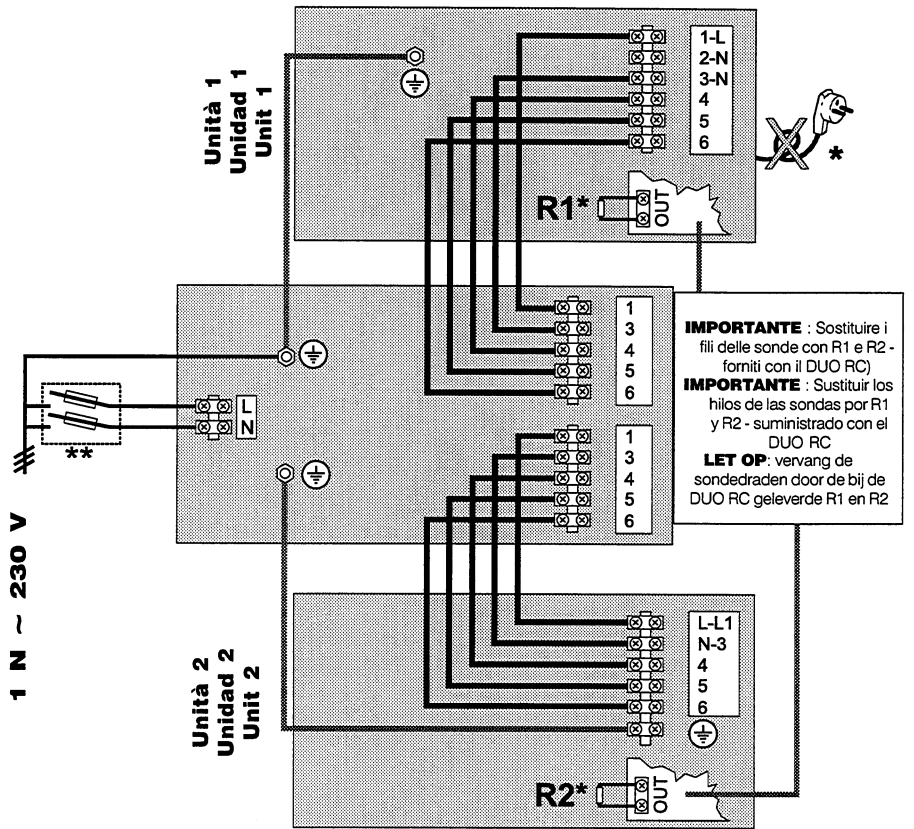 Unità 1
Unidad 1
Unit 1
1-L
2-N
3-N
4
5
6
*
R1*
OUT
1
3
4
5
6
L
N
**
1
3
4
5
6
IMPORTANTE : Sostituire i
fili delle sonde con R1 e R2 -
forniti con il DUO RC)
IMPORTANTE : Sustituir los
hilos de las sondas por R1
y R2 - suministrado con el
DUO RC
LET OP: vervang de
sondedraden door de bij de
DUO RC geleverde R1 en R2
1 N ~ 230 V
Unità 2
Unidad 2
Unit 2
L-L1
N-3
4
5
6
R2*
OUT